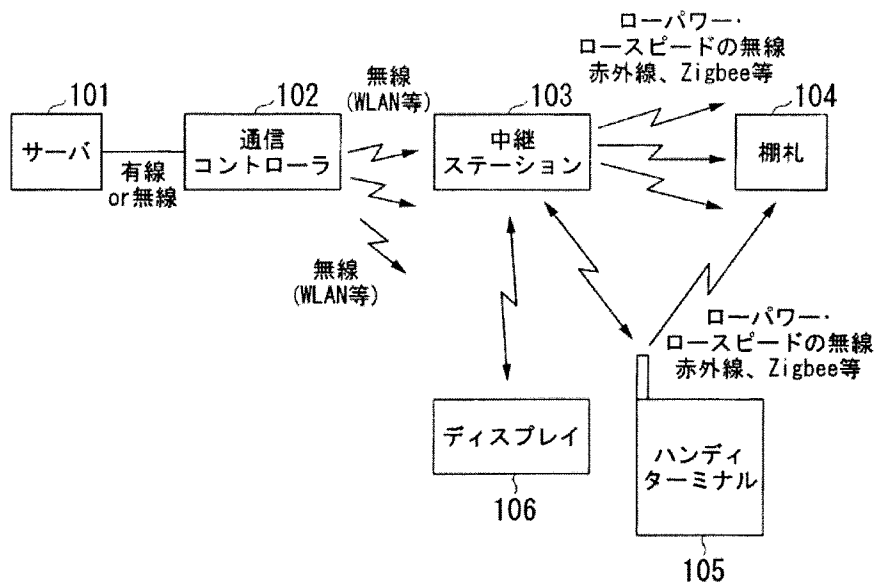 ローパワー・
ロースピードの無線
赤外線、Zigbee等
無線
(WLAN等)
101
102
103
104
サーバ
有線
or無線
通信
コントローラ
中継
ステーション
棚札
無線
(WLAN等)
ローパワー・
ロースピードの無線
赤外線、Zigbee等
ディスプレイ
106
ハンディ
ターミナル
105